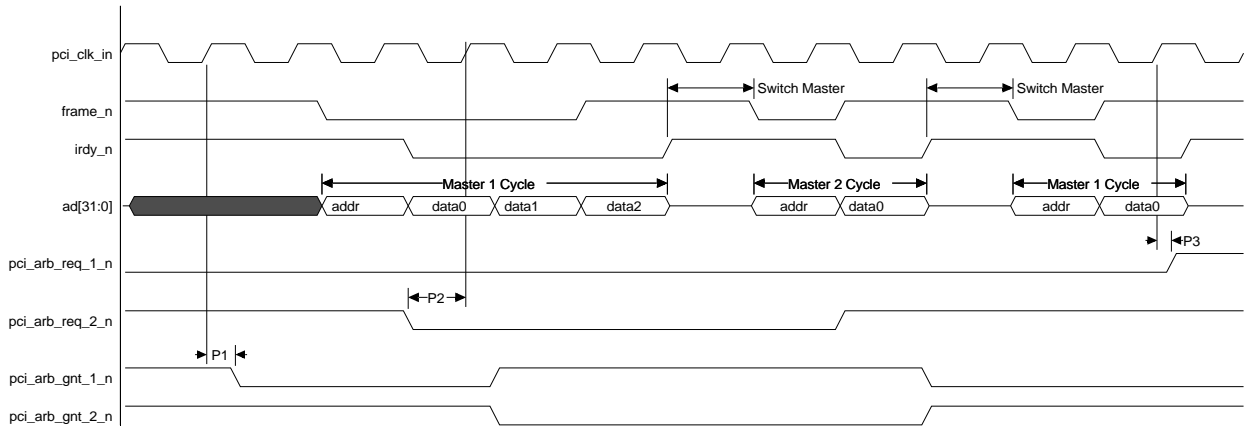 pci_clk_in
Switch Master
Switch Master
frame_n
irdy_n
Master 1 Cycle
Master 2 Cycle
Master 1 Cycle
ad[31:0]
addr
data0
data1
data2
addr
data0
addr
data0
P3
pci_arb_req_1_n
P2
pci_arb_req_2_n
P1
pci_arb_gnt_1_n
pci_arb_gnt_2_n